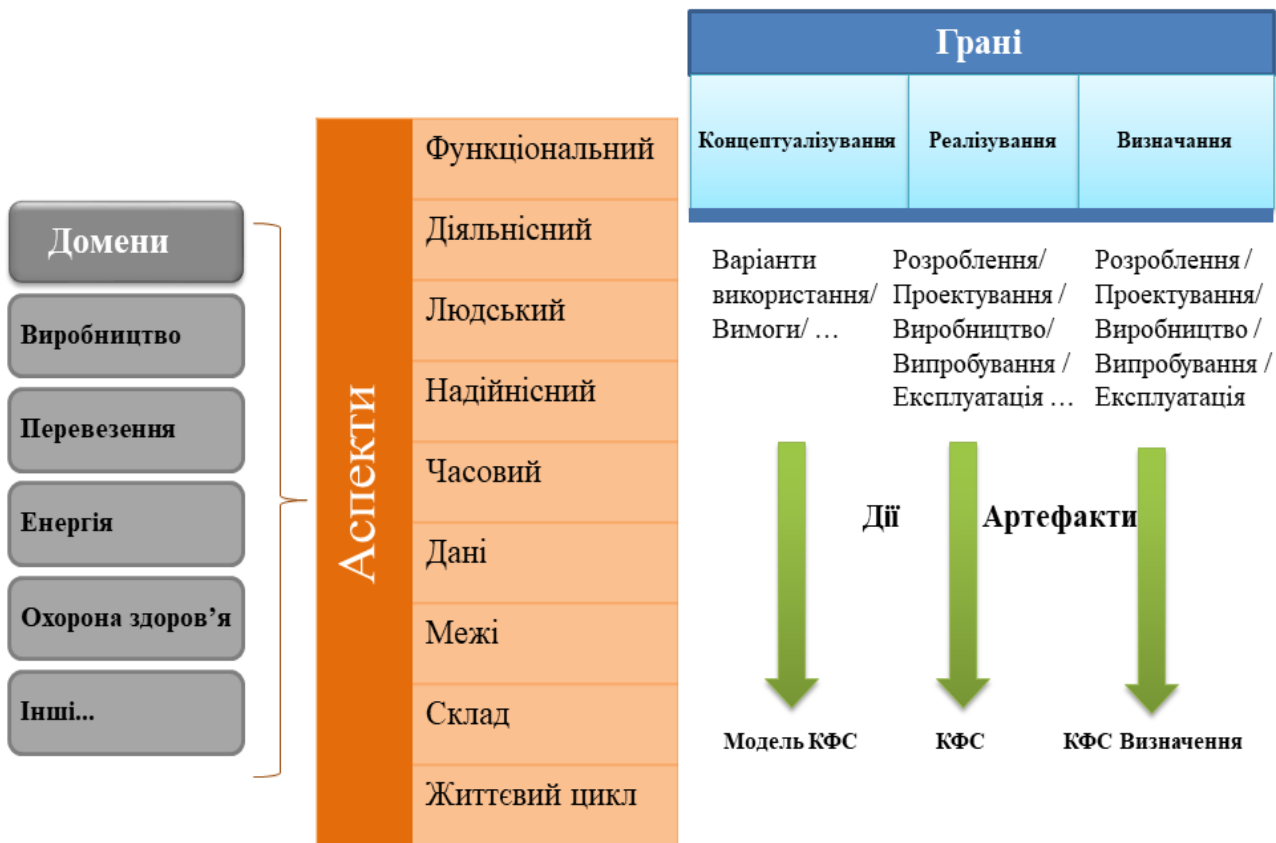 Домени
Виробництво
Перевезення
Енергія
Охорона здоров’я
Інші...
Аспекти
Функціональний
Діяльнісний
Людський
Надійнісний
Часовий
Дані
Межі
Склад
Життєвий цикл
Грані
Концептуалізування
Реалізування
Визначання
Варіанти
використання/
Вимоги/ …
Розроблення/
Проектування /
Виробництво/
Випробування /
Експлуатація …
Розроблення /
Проектування/
Виробництво /
Випробування /
Експлуатація
Дії
Артефакти
Модель КФС
КФС
КФС Визначення